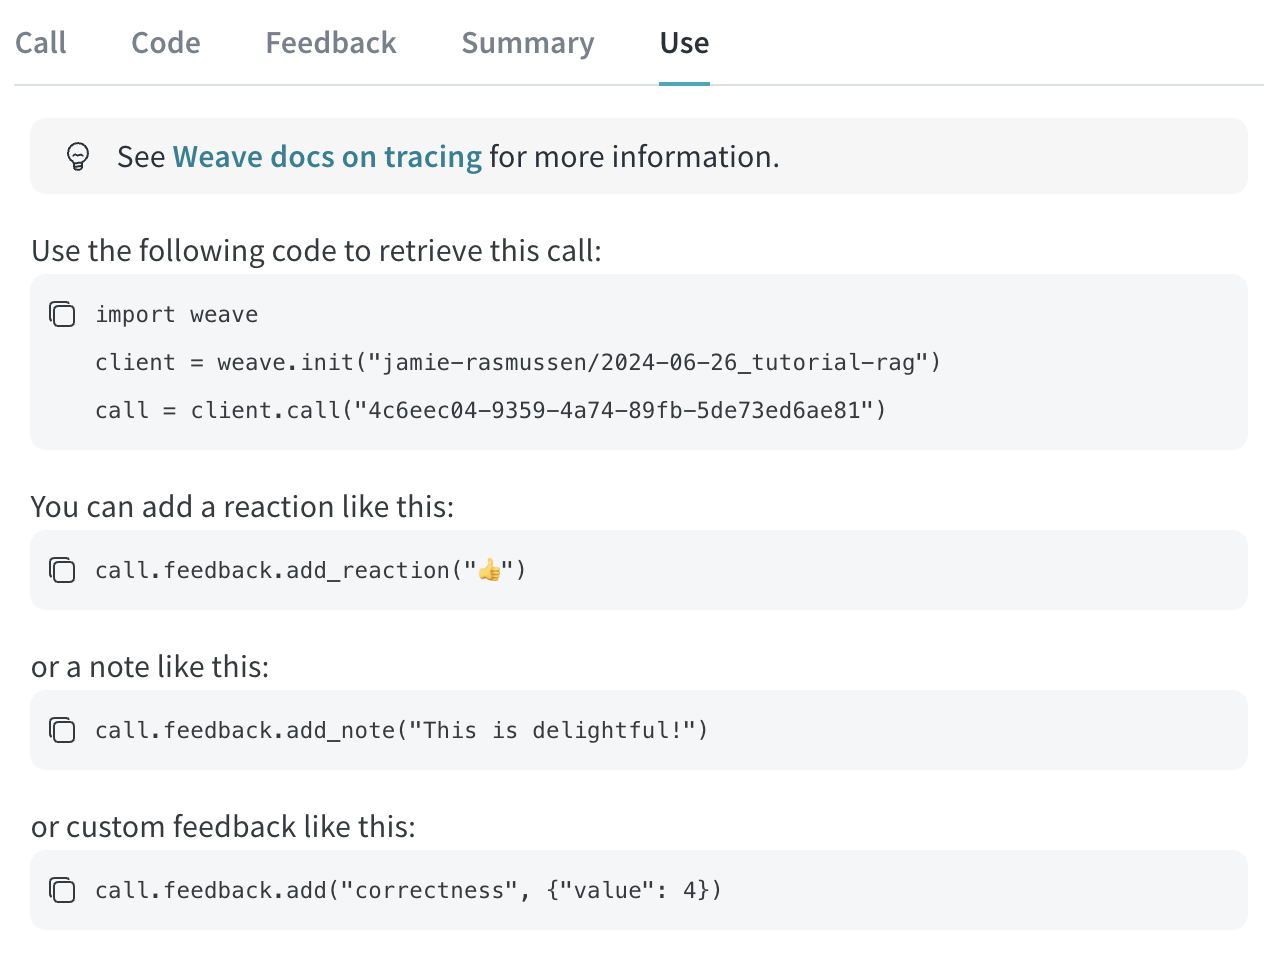 Call Code Feedback Summary Use
See Weave docs on tracing for more information.
Use the following code to retrieve this call:
import weave
client = weave.init("jamie-rasmussen/2024-06-26_tutorial-rag")
call = client.call("4c6eec04-9359-4a74-89fb-5de73ed6ae81")
You can add a reaction like this:
call.feedback.add_reaction("👍")
or a note like this:
call.feedback.add_note("This is delightful!")
or custom feedback like this:
call.feedback.add("correctness", {"value": 4})